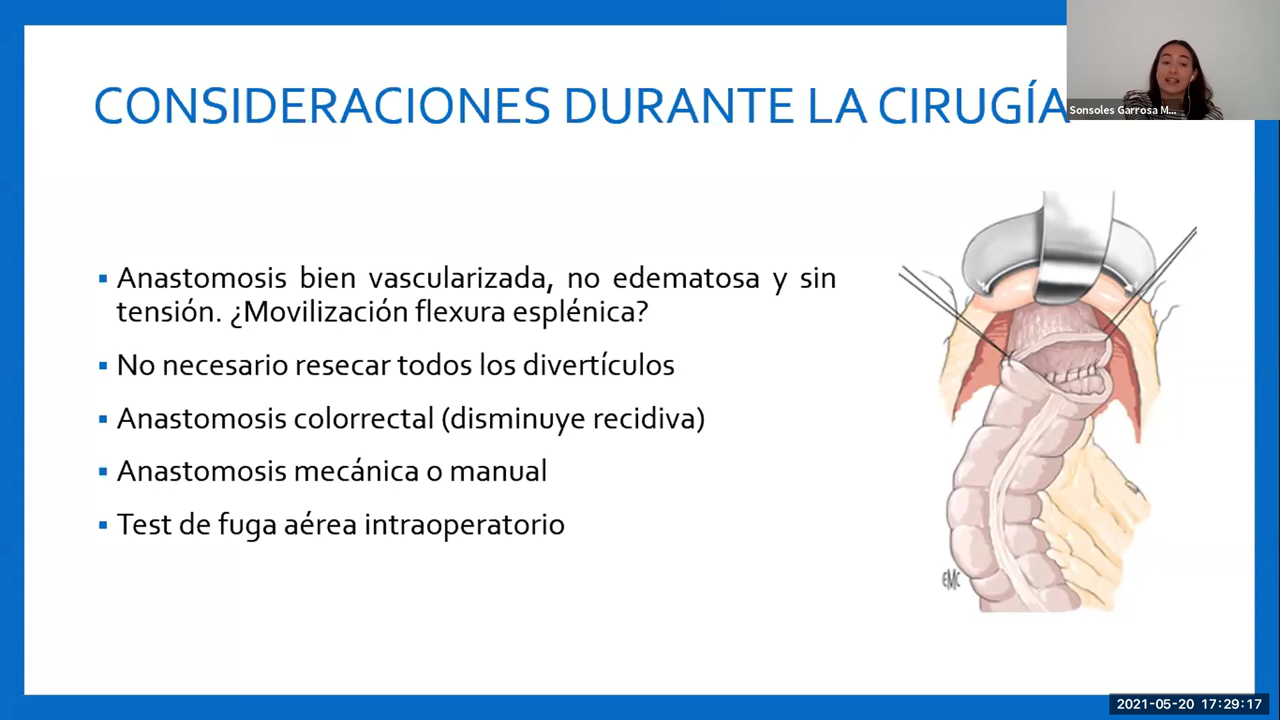 CONSIDERACIONES DURANTE LA CIRUGÍA
Sonsoles Garrosa M...
▪ Anastomosis bien vascularizada, no edematosa y sin
tensión. ¿Movilización flexura esplénica?
▪ No necesario resecar todos los divertículos
▪ Anastomosis colorrectal (disminuye recidiva)
▪ Anastomosis mecánica o manual
▪ Test de fuga aérea intraoperatorio
EMC
2021-05-20 17:29:17